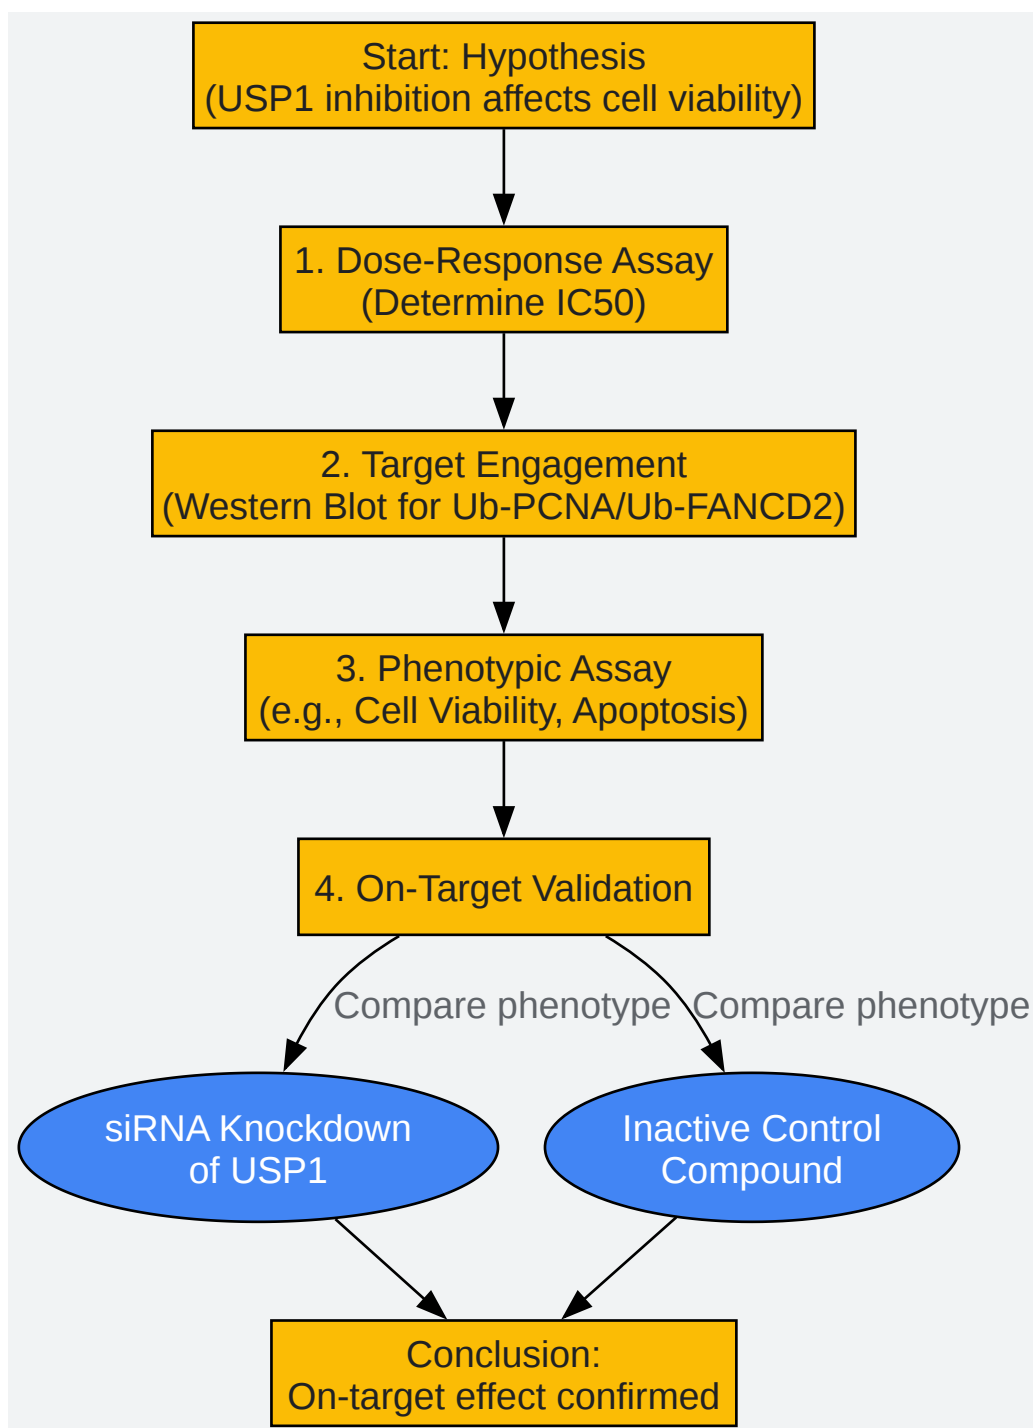 Start: Hypothesis
(USP1 inhibition affects cell viability)
1. Dose-Response Assay
(Determine IC50)
2. Target Engagement
(Western Blot for Ub-PCNA/Ub-FANCD2)
3. Phenotypic Assay
(e.g., Cell Viability, Apoptosis)
4. On-Target Validation
Compare phenotype
Compare phenotype
siRNA Knockdown
of USP1
Inactive Control
Compound
Conclusion:
On-target effect confirmed